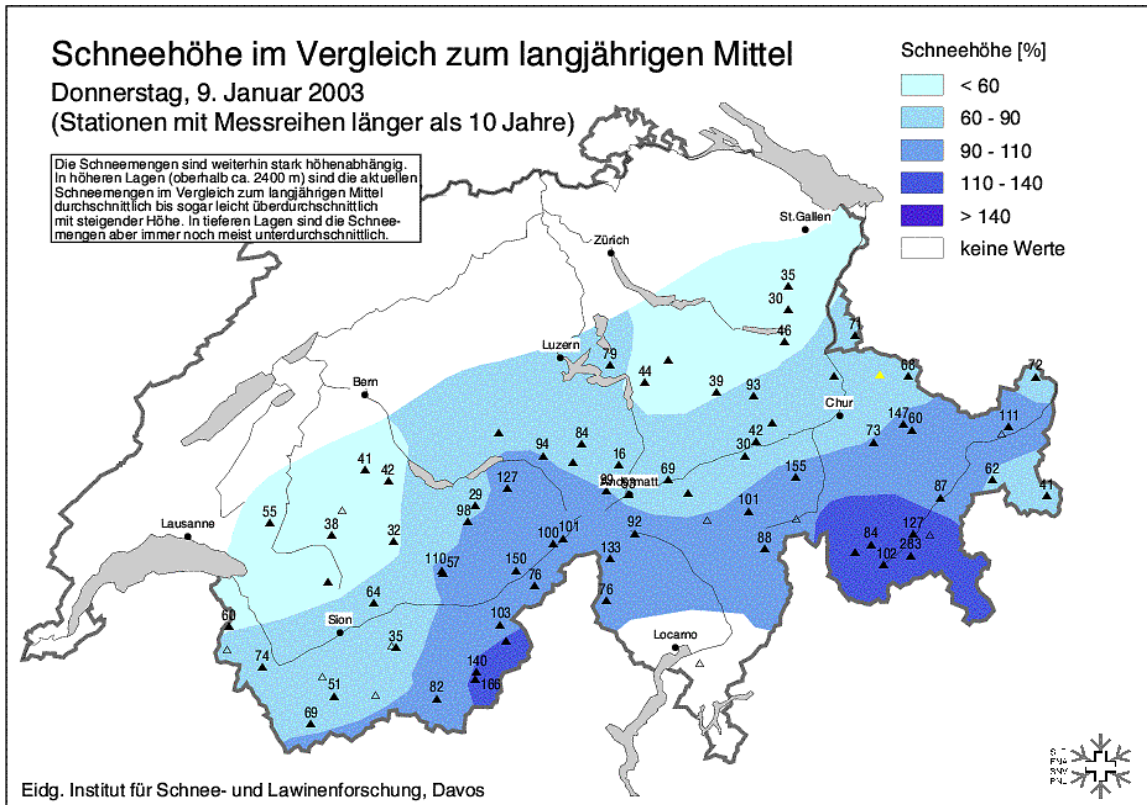 Schneehöhe im Vergleich zum langjährigen Mittel
Donnerstag, 9. Januar 2003
(Stationen mit Messreihen länger als 10 Jahre)
Die Schneemengen sind weiterhin stark höhenabhängig.
In höheren Lagen (oberhalb ca. 2400 m) sind die aktuellen
Schneemengen im Vergleich zum langjährigen Mittel
durchschnittlich bis sogar leicht überdurchschnittlich
mit steigender Höhe. In tieferen Lagen sind die Schnee-
mengen aber immer noch meist unterdurchschnittlich.
Schneehöhe [%]
< 60
60 - 90
90 - 110
110 - 140
> 140
keine Werte
St.Gallen
Zürich
35
30
46
71
Luzern
79
44
68
72
Bern
39
93
Chur
147
60
111
42
73
94
84
30
41
42
16
69
155
62
127
90
Andermatt
53
87
41
29
101
55
98
Lausanne
38
32
100
101
92
88
84
127
133
102
283
110
57
150
76
64
76
60
Sion
103
35
Locarno
74
140
166
51
82
69
Eidg. Institut für Schnee- und Lawinenforschung, Davos